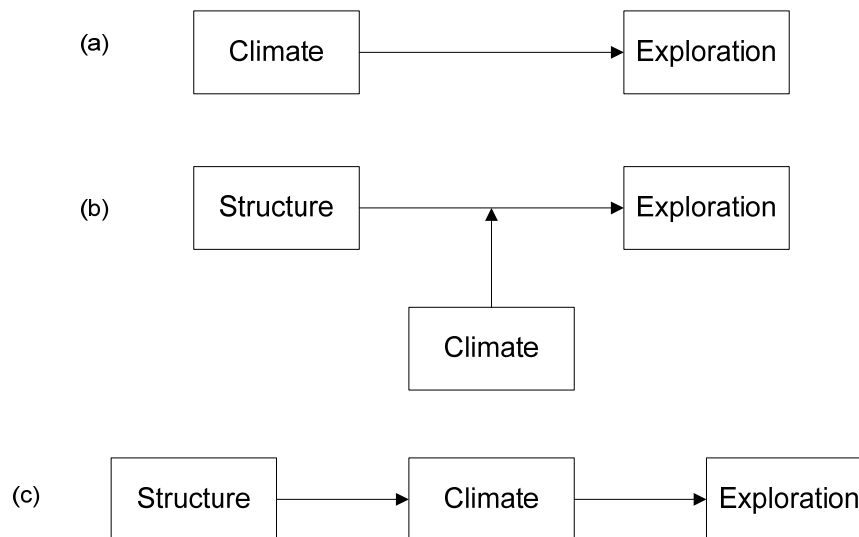 (a) Climate Exploration
(b) Structure Exploration
Climate
(c) Structure Climate Exploration